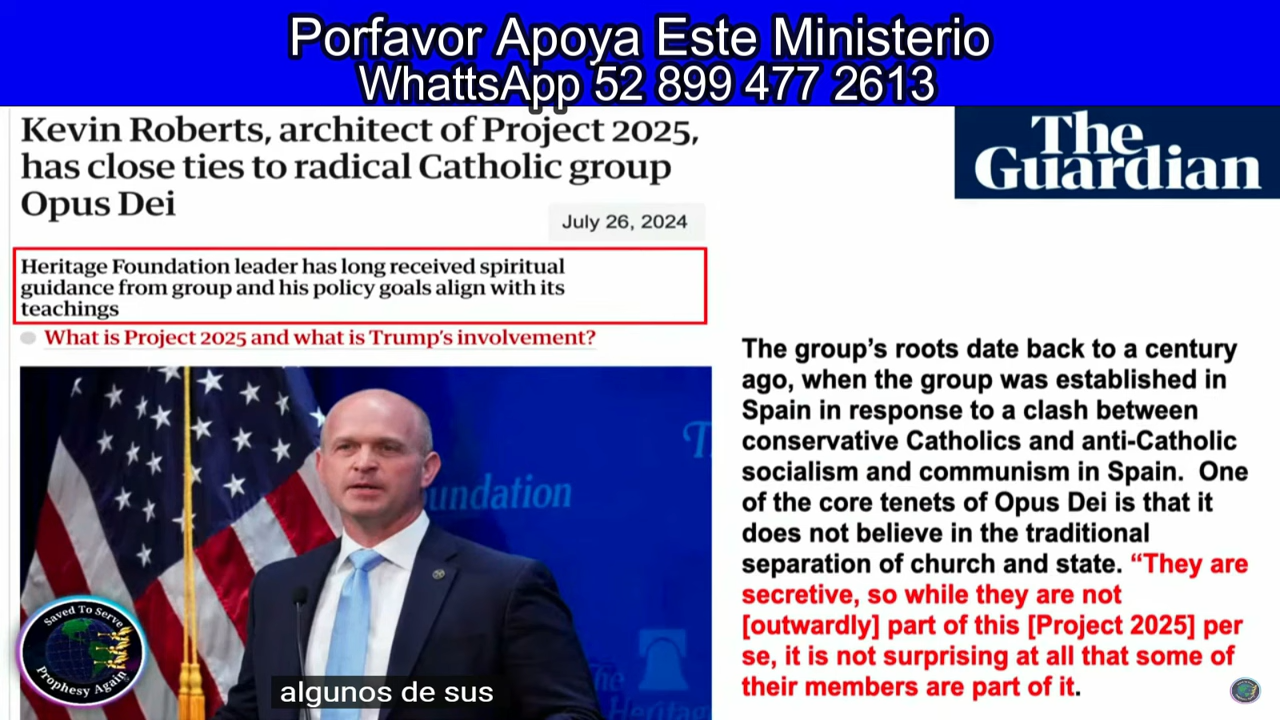 Porfavor Apoya Este Ministerio
WhattsApp 52 899 477 2613
Kevin Roberts, architect of Project 2025,
has close ties to radical Catholic group
Opus Dei
July 26, 2024
The
Guardian
Heritage Foundation leader has long received spiritual
guidance from group and his policy goals align with its
teachings
What is Project 2025 and what is Trump's involvement?
The group's roots date back to a century
ago, when the group was established in
Spain in response to a clash between
conservative Catholics and anti-Catholic
socialism and communism in Spain. One
of the core tenets of Opus Dei is that it
does not believe in the traditional
separation of church and state. “They are
secretive, so while they are not
[outwardly] part of this [Project 2025] per
se, it is not surprising at all that some of
their members are part of it.
undation
The
Heritag
Saved To Serve
Prophesy Again
algunos de sus